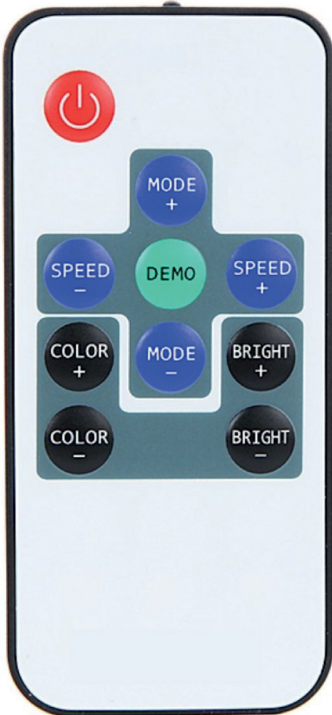 MODE
+
SPEED
–
DEMO
SPEED
+
COLOR
+
MODE
–
BRIGHT
+
COLOR
–
BRIGHT
–